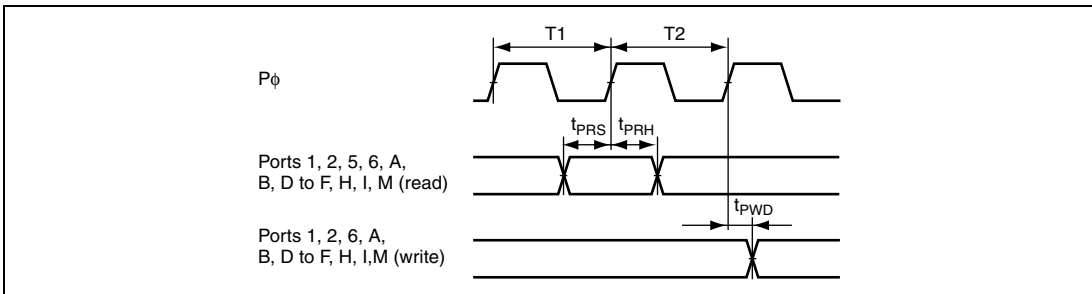 T1 T2
Pϕ
tPRS tPRH
Ports 1, 2, 5, 6, A,
B, D to F, H, I, M (read)
tPWD
Ports 1, 2, 6, A,
B, D to F, H, I,M (write)